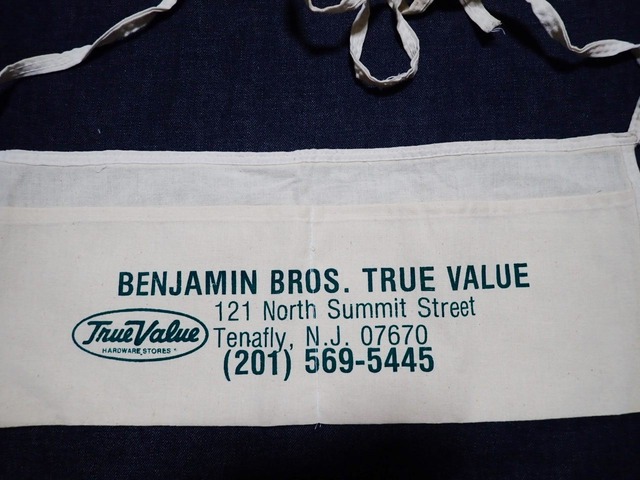 BENJAMIN BROS. TRUE VALUE
121 North Summit Street
Tenafly, N.J. 07670
(201) 569-5445
True Value
HARDWARE STORES